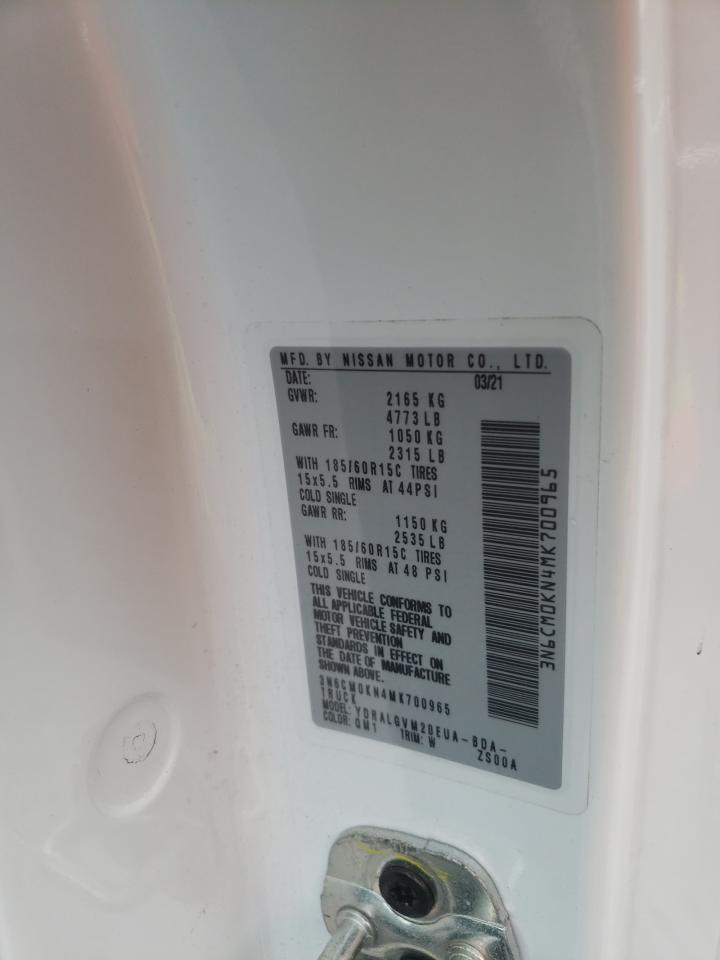 MFD. BY NISSAN MOTOR CO., LTD.
DATE: 03/21
GVWR: 2165 KG
4773 LB
GAWR FR: 1050 KG
2315 LB
WITH 185/60R15C TIRES
15x5.5 RIMS AT 44PSI
COLD SINGLE
GAWR RR: 1150 KG
2535 LB
WITH 185/60R15C TIRES
15x5.5 RIMS AT 48 PSI
COLD SINGLE
THIS VEHICLE CONFORMS TO
ALL APPLICABLE FEDERAL
MOTOR VEHICLE SAFETY AND
THEFT PREVENTION
STANDARDS IN EFFECT ON
THE DATE OF MANUFACTURE
SHOWN ABOVE.
3N6CM0KN4MK700965
TRUCK
MODEL: YDRALGVM20EUA-BDA-
ZS00A
COLOR: QM1 TRIM: W
3N6CM0KN4MK700965